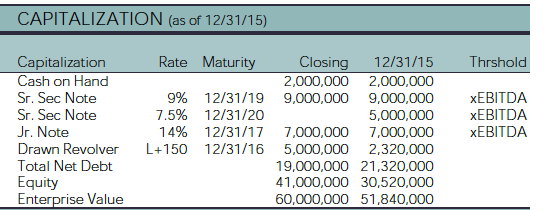 CAPITALIZATION (as of 12/31/15)
Capitalization Rate Maturity Closing 12/31/15 Thrshold
Cash on Hand 2,000,000 2,000,000
Sr. Sec Note 9% 12/31/19 9,000,000 9,000,000 xEBITDA
Sr. Sec Note 7.5% 12/31/20 5,000,000 xEBITDA
Jr. Note 14% 12/31/17 7,000,000 7,000,000 xEBITDA
Drawn Revolver L+150 12/31/16 5,000,000 2,320,000
Total Net Debt 19,000,000 21,320,000
Equity 41,000,000 30,520,000
Enterprise Value 60,000,000 51,840,000